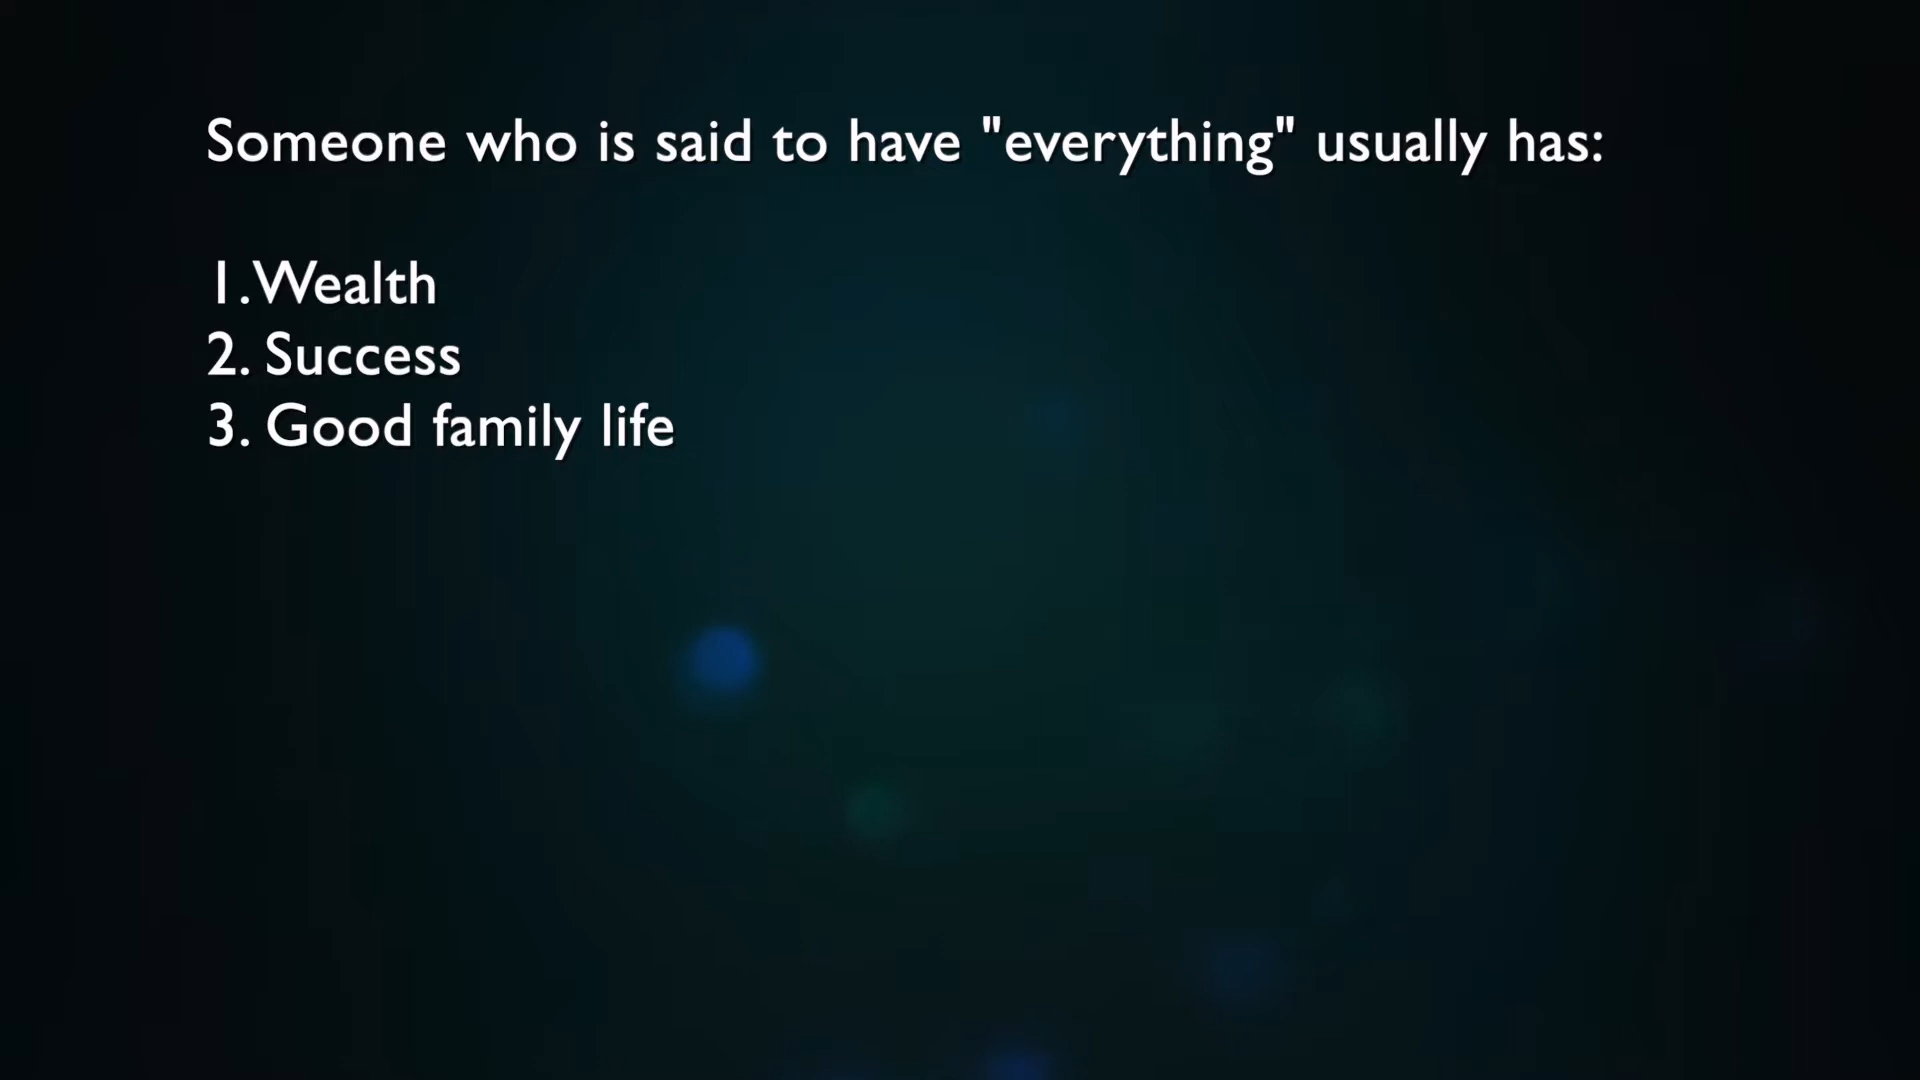 Someone who is said to have "everything" usually has:
1. Wealth
2. Success
3. Good family life